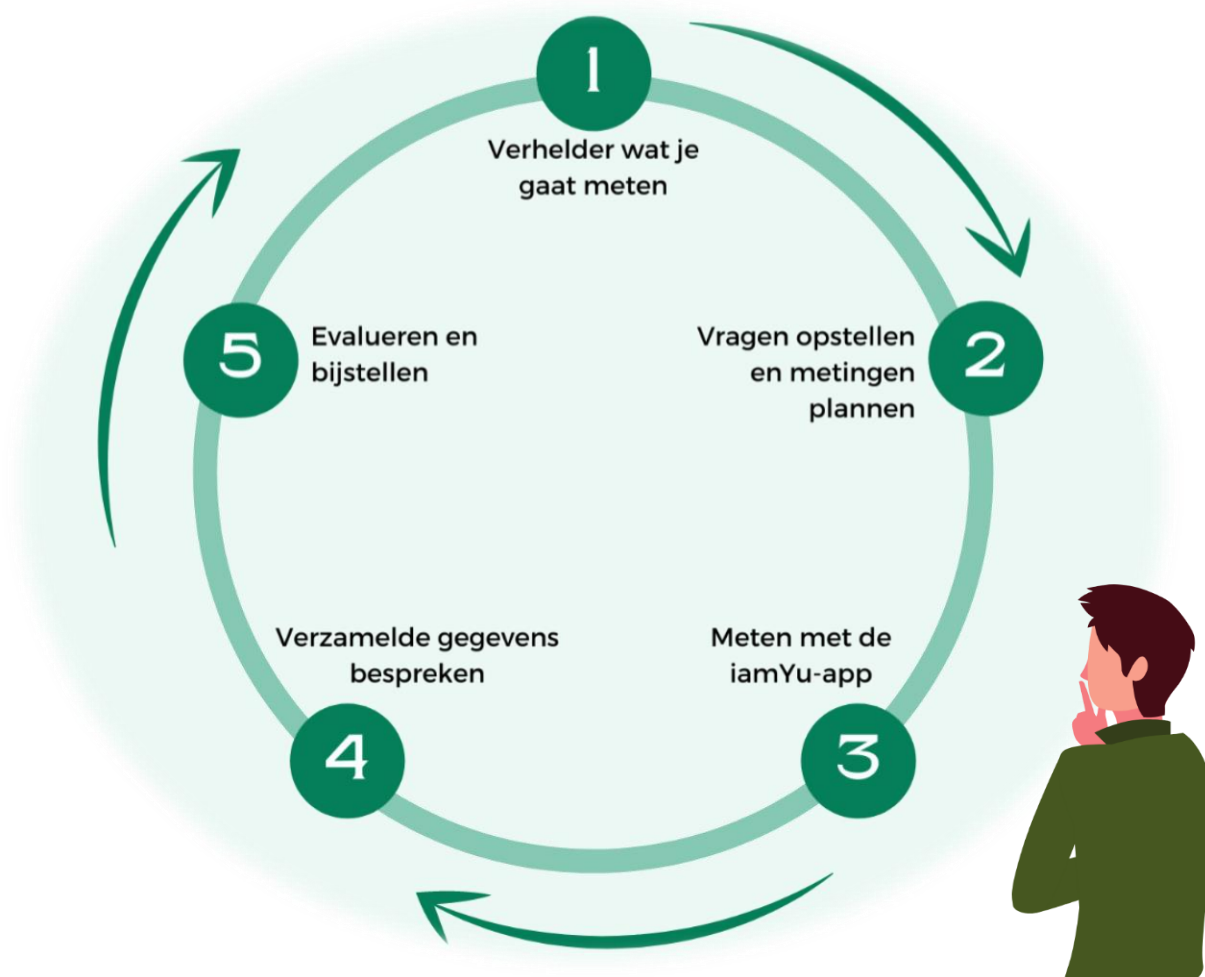 1
Verhelder wat je
gaat meten
2
Vragen opstellen
en metingen
plannen
3
Meten met de
iamYu-app
4
Verzamelde gegevens
bespreken
5
Evalueren en
bijstellen